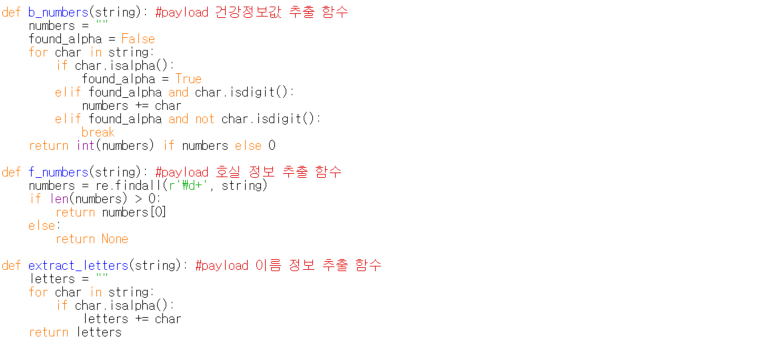 def b_numbers(string): #payload 건강정보값 추출 함수
    numbers = ""
    found_alpha = False
    for char in string:
        if char.isalpha():
            found_alpha = True
        elif found_alpha and char.isdigit():
            numbers += char
        elif found_alpha and not char.isdigit():
            break
    return int(numbers) if numbers else 0

def f_numbers(string): #payload 호실 정보 추출 함수
    numbers = re.findall(r'₩d+', string)
    if len(numbers) > 0:
        return numbers[0]
    else:
        return None

def extract_letters(string): #payload 이름 정보 추출 함수
    letters = ""
    for char in string:
        if char.isalpha():
            letters += char
    return letters